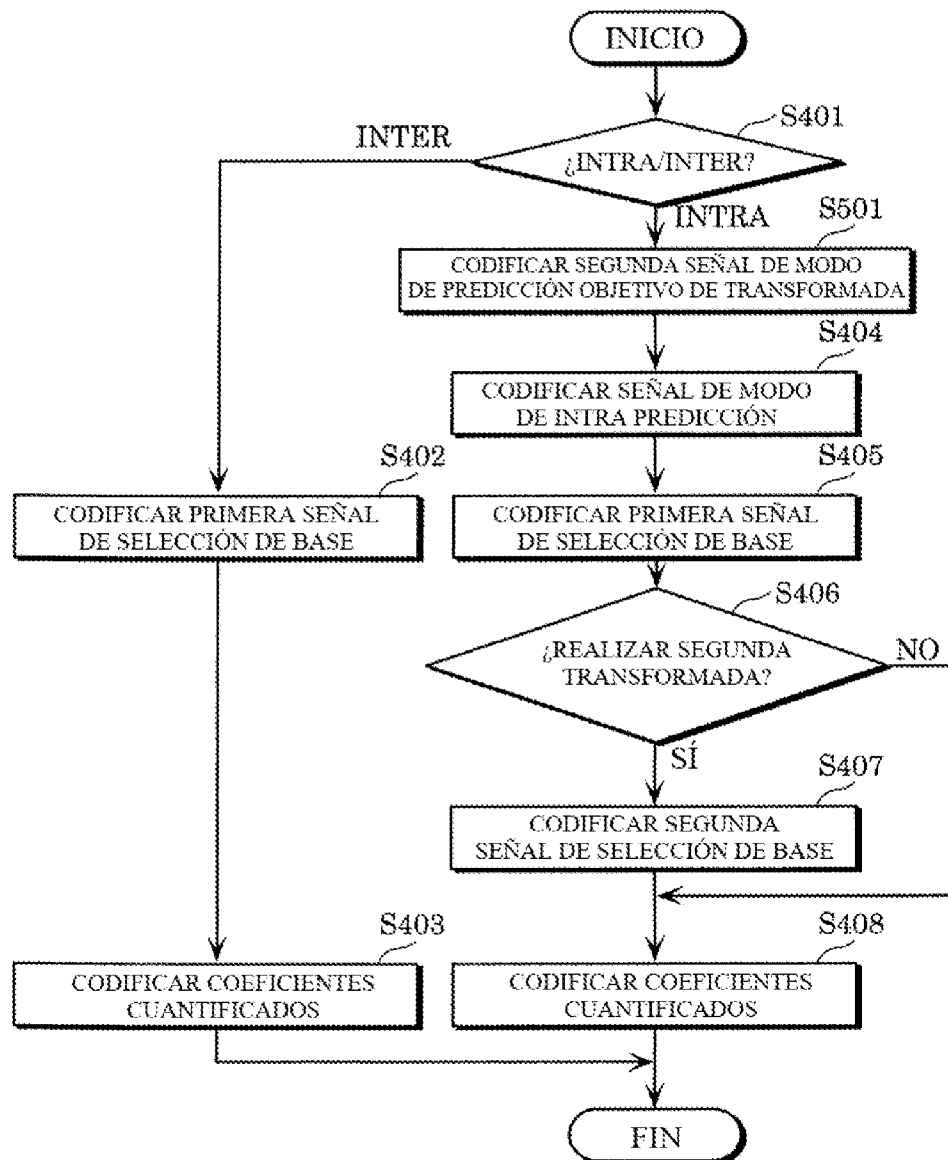 INICIO
S401
INTER
¿INTRA/INTER?
INTRA
S501
CODIFICAR SEGUNDA SEÑAL DE MODO
DE PREDICCIÓN OBJETIVO DE TRANSFORMADA
S404
CODIFICAR SEÑAL DE MODO
DE INTRA PREDICCIÓN
S402
CODIFICAR PRIMERA SEÑAL
DE SELECCIÓN DE BASE
S405
CODIFICAR PRIMERA SEÑAL
DE SELECCIÓN DE BASE
S406
¿REALIZAR SEGUNDA
TRANSFORMADA?
NO
SÍ
S407
CODIFICAR SEGUNDA
SEÑAL DE SELECCIÓN DE BASE
S403
CODIFICAR COEFICIENTES
CUANTIFICADOS
S408
CODIFICAR COEFICIENTES
CUANTIFICADOS
FIN